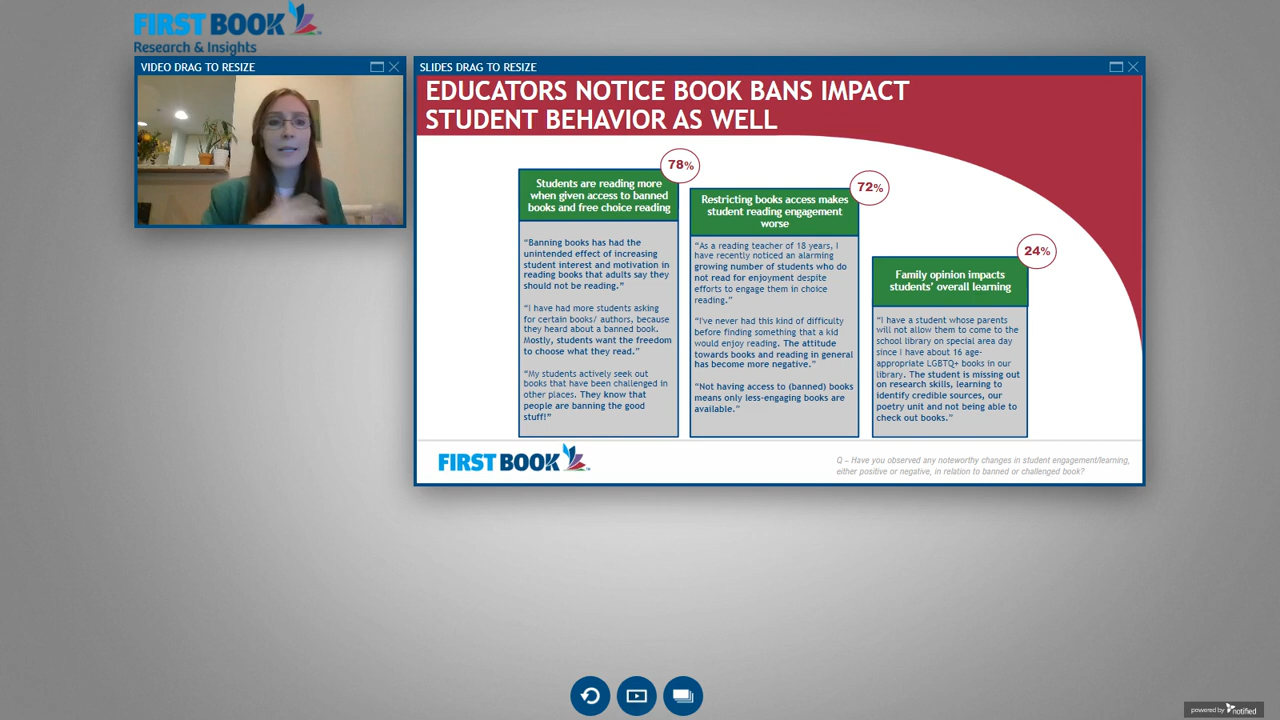 FIRST BOOK
Research & Insights
VIDEO DRAG TO RESIZE
SLIDES DRAG TO RESIZE
EDUCATORS NOTICE BOOK BANS IMPACT
STUDENT BEHAVIOR AS WELL
78%
Students are reading more
when given access to banned
books and free choice reading
“Banning books has had the
unintended effect of increasing
student interest and motivation in
reading books that adults say they
should not be reading.”
“I have had more students asking
for certain books/ authors, because
they heard about a banned book.
Mostly, students want the freedom
to choose what they read.”
“My students actively seek out
books that have been challenged in
other places. They know that
people are banning the good
stuff!”
72%
Restricting books access makes
student reading engagement
worse
“As a reading teacher of 18 years, I
have recently noticed an alarming
growing number of students who do
not read for enjoyment despite
efforts to engage them in choice
reading.”
“I’ve never had this kind of difficulty
before finding something that a kid
would enjoy reading. The attitude
towards books and reading in general
has become more negative.”
“Not having access to (banned) books
means only less-engaging books are
available.”
24%
Family opinion impacts
students’ overall learning
“I have a student whose parents
will not allow them to come to the
school library on special area day
since I have about 16 age-
appropriate LGBTQ+ books in our
library. The student is missing out
on research skills, learning to
identify credible sources, our
poetry unit and not being able to
check out books.”
FIRST BOOK
Q – Have you observed any noteworthy changes in student engagement/learning,
either positive or negative, in relation to banned or challenged book?
powered by notified